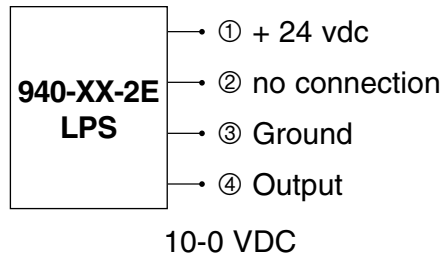 940-XX-2E
LPS
① + 24 vdc
② no connection
③ Ground
④ Output
10-0 VDC